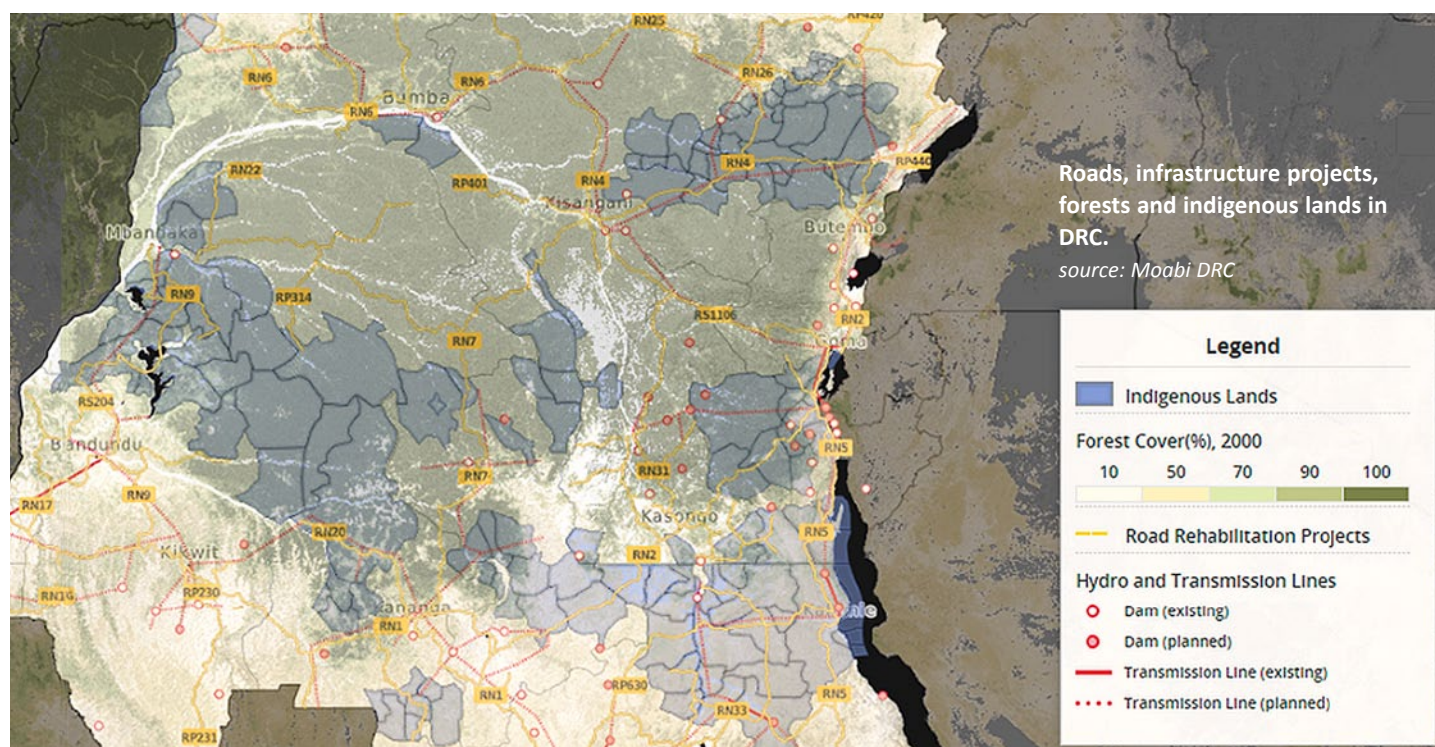 RN25
RP420
RN6
RN6
RN26
Bumba
RN6
RN4
RP440
RN22
RP401
RN4
Kisangani
Mbandaka
Butembo
RN9
RP314
RS1106
RN2
RN7
Goma
RS204
Bandundu
RN5
RN31
RN7
RN9
RN17
Kasongo
RN20
RN5
Kikwit
RN2
RP230
RN16
Kananga
RN1
RP630
RN1
RN5
RN33
RP231
Roads, infrastructure projects,
forests and indigenous lands in
DRC.
source: Moabi DRC
Legend
Indigenous Lands
Forest Cover(%), 2000
10 50 70 90 100
Road Rehabilitation Projects
Hydro and Transmission Lines
Dam (existing)
Dam (planned)
Transmission Line (existing)
Transmission Line (planned)